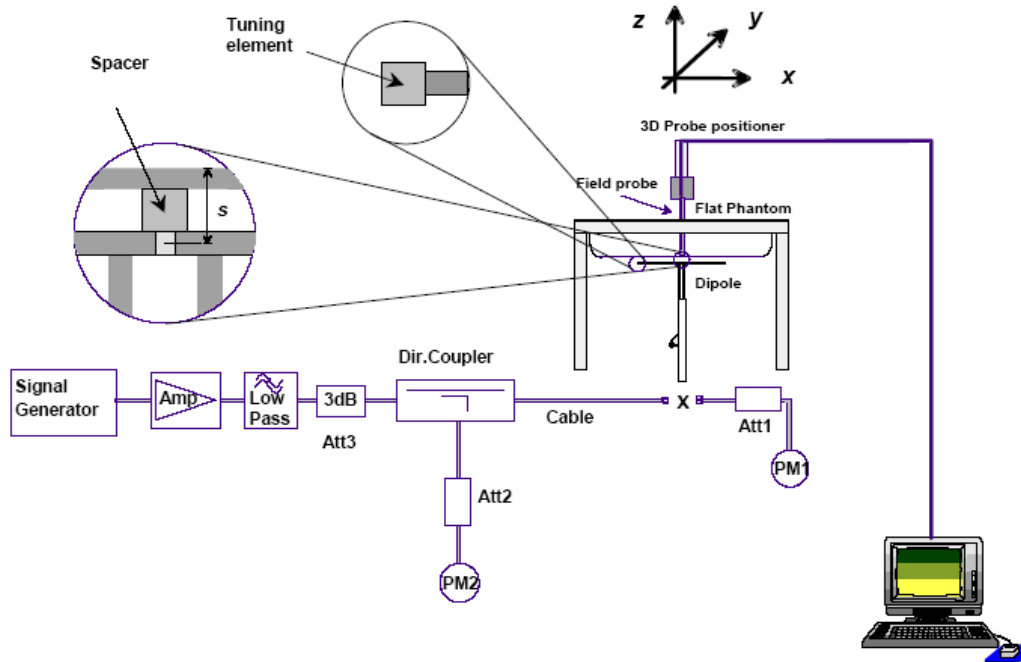 Tuning
element
Spacer
s
z
y
x
3D Probe positioner
Field probe
Flat Phantom
Dipole
Dir.Coupler
Signal
Generator
Amp
Low
Pass
3dB
Att3
Cable
X
Att1
PM1
Att2
PM2